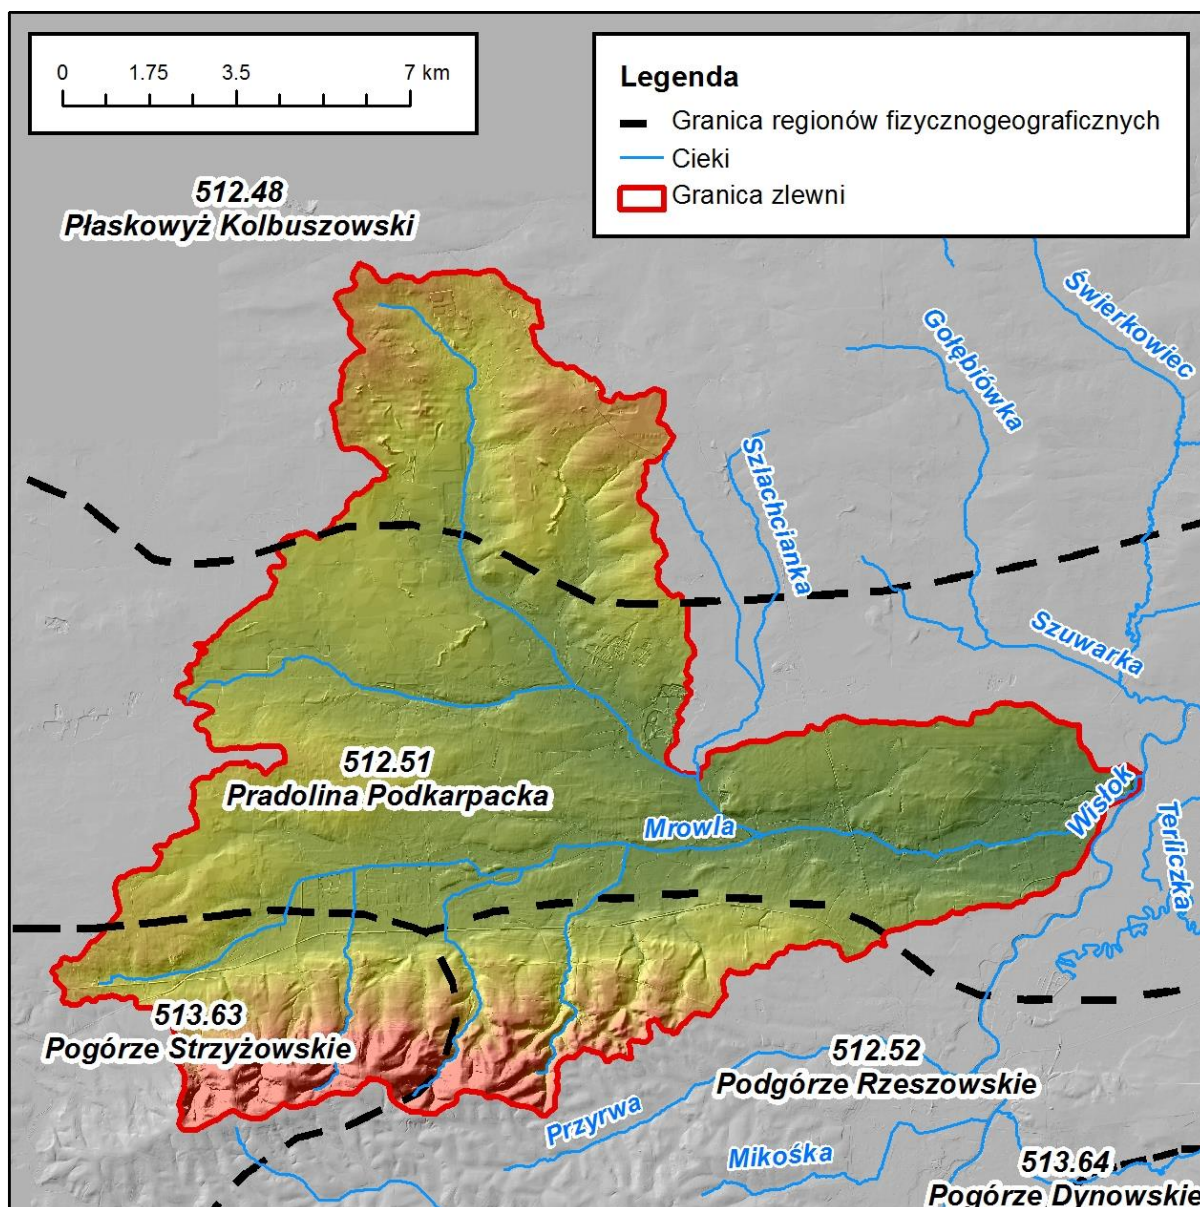 0 1.75 3.5 7 km
Legenda
Granica regionów fizycznogeograficznych
Cieki
Granica zlewni
512.48
Płaskowyż Kolbuszowski
Świerkowiec
Gołębiówka
Szlachcianka
Szuwarka
512.51
Pradolina Podkarpacka
Mrowla
Wisłok
Terliczka
513.63
Pogórze Strzyżowskie
512.52
Podgórze Rzeszowskie
Przyrwa
Mikośka
513.64
Pogórze Dynowskie